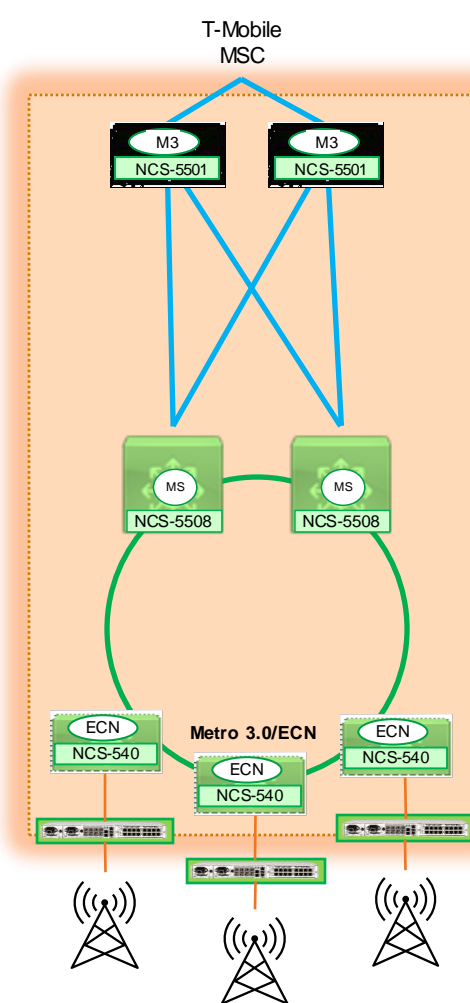 T-Mobile
MSC
M3
M3
NCS-5501
NCS-5501
MS
MS
NCS-5508
NCS-5508
ECN
ECN
Metro 3.0/ECN
NCS-540
NCS-540
ECN
NCS-540